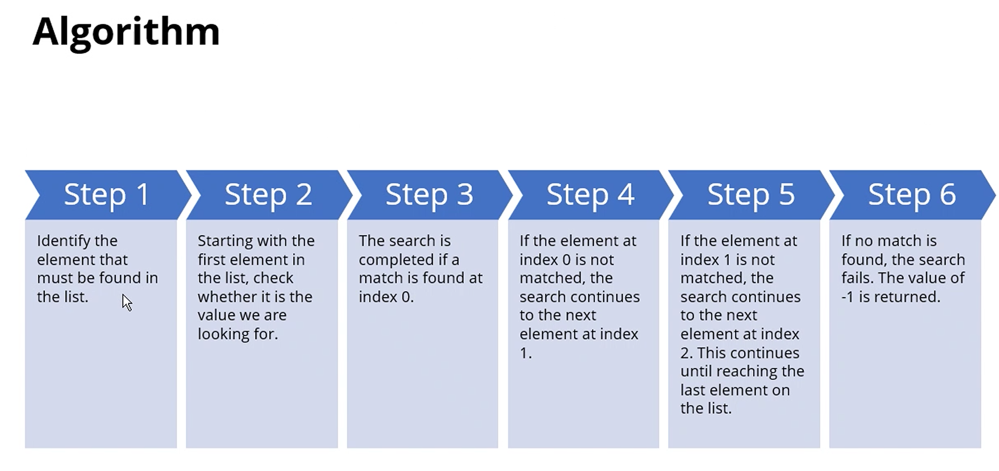 Algorithm
Step 1
Identify the
element that
must be found in
the list.
Step 2
Starting with the
first element in
the list, check
whether it is the
value we are
looking for.
Step 3
The search is
completed if a
match is found at
index 0.
Step 4
If the element at
index 0 is not
matched, the
search continues
to the next
element at index
1.
Step 5
If the element at
index 1 is not
matched, the
search continues
to the next
element at index
2. This continues
until reaching the
last element on
the list.
Step 6
If no match is
found, the search
fails. The value of
-1 is returned.